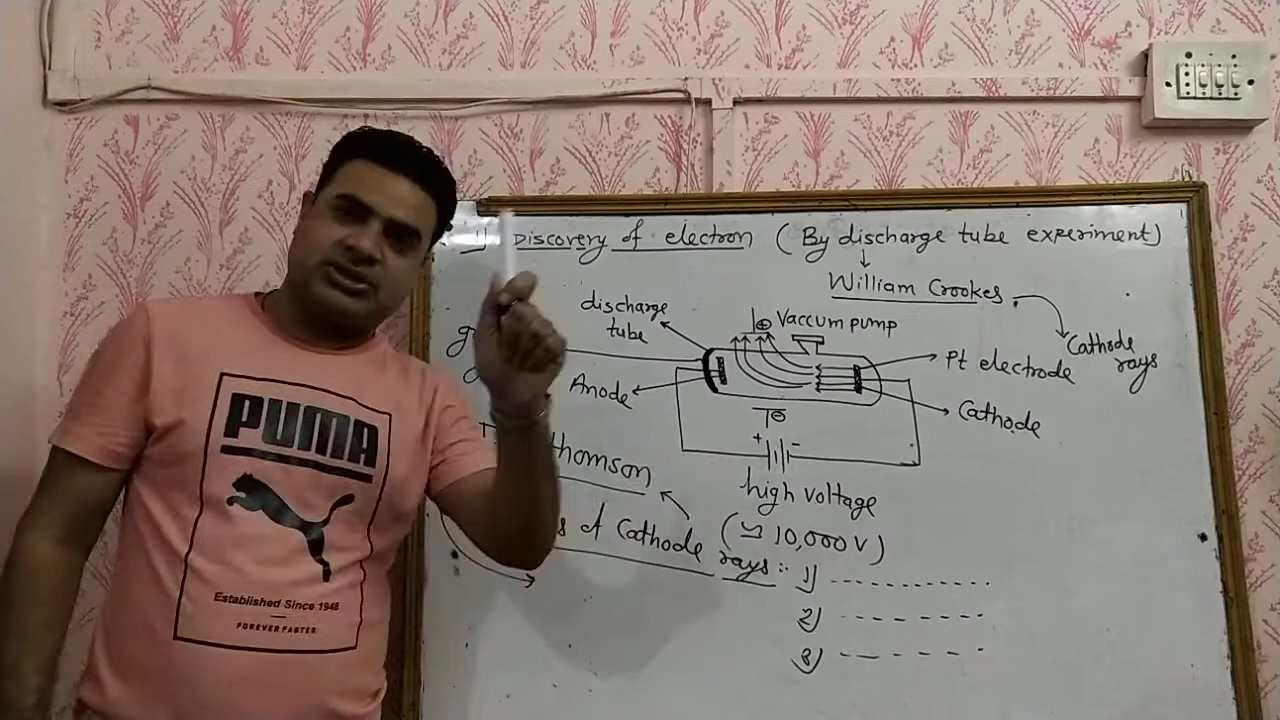 1) Discovery of electron ( By discharge tube experiment)
William Crookes
Cathode rays
discharge tube
⊕ Vaccum pump
Pt electrode
Anode
Cathode
⊖
+ -
high voltage
(≃ 10,000 V)
Thomson
of Cathode rays :-
1) ------------
2) - - - - - - -
3) - - - - - -
PUMA
Established Since 1948
FOREVER FASTER